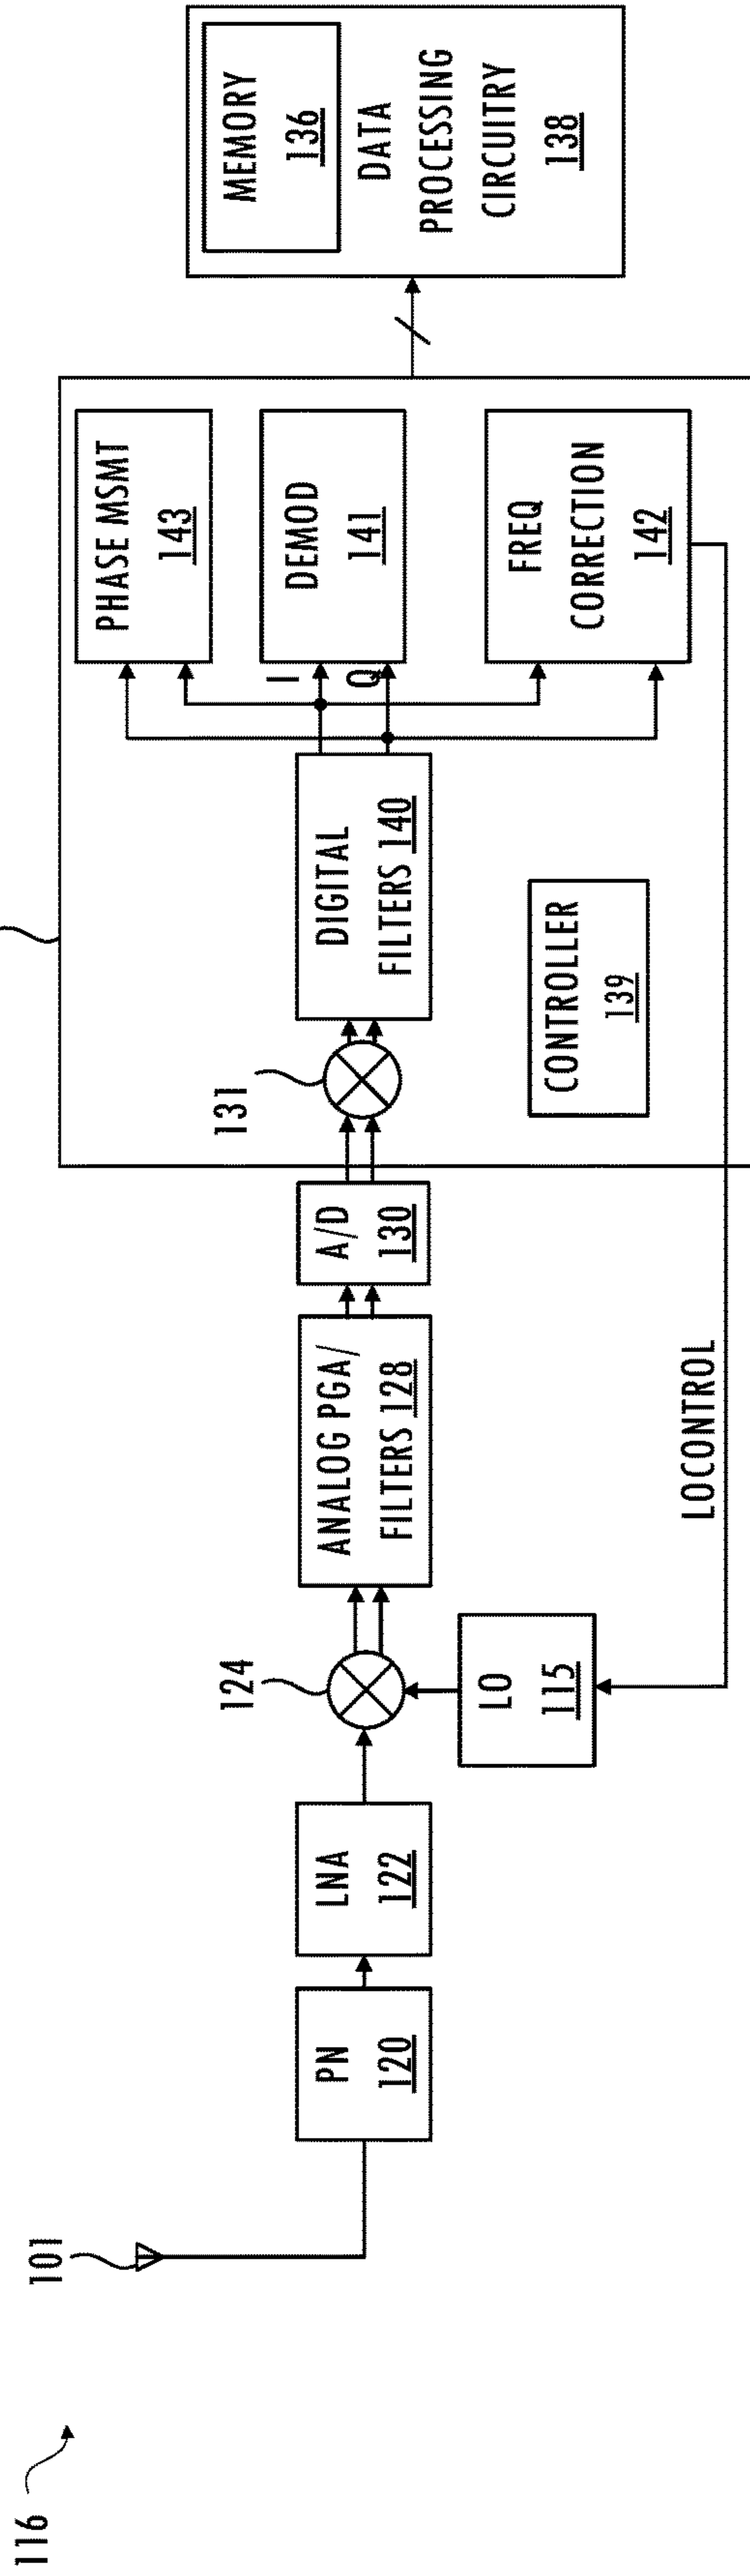 116
101
PN
120
LNA
122
124
LO
115
ANALOG PGA/
FILTERS 128
A/D
130
131
DIGITAL
FILTERS 140
I
Q
PHASE MSMT
143
DEMOD
141
FREQ
CORRECTION
142
CONTROLLER
139
LOCONTROL
MEMORY
136
DATA
PROCESSING
CIRCUITRY
138